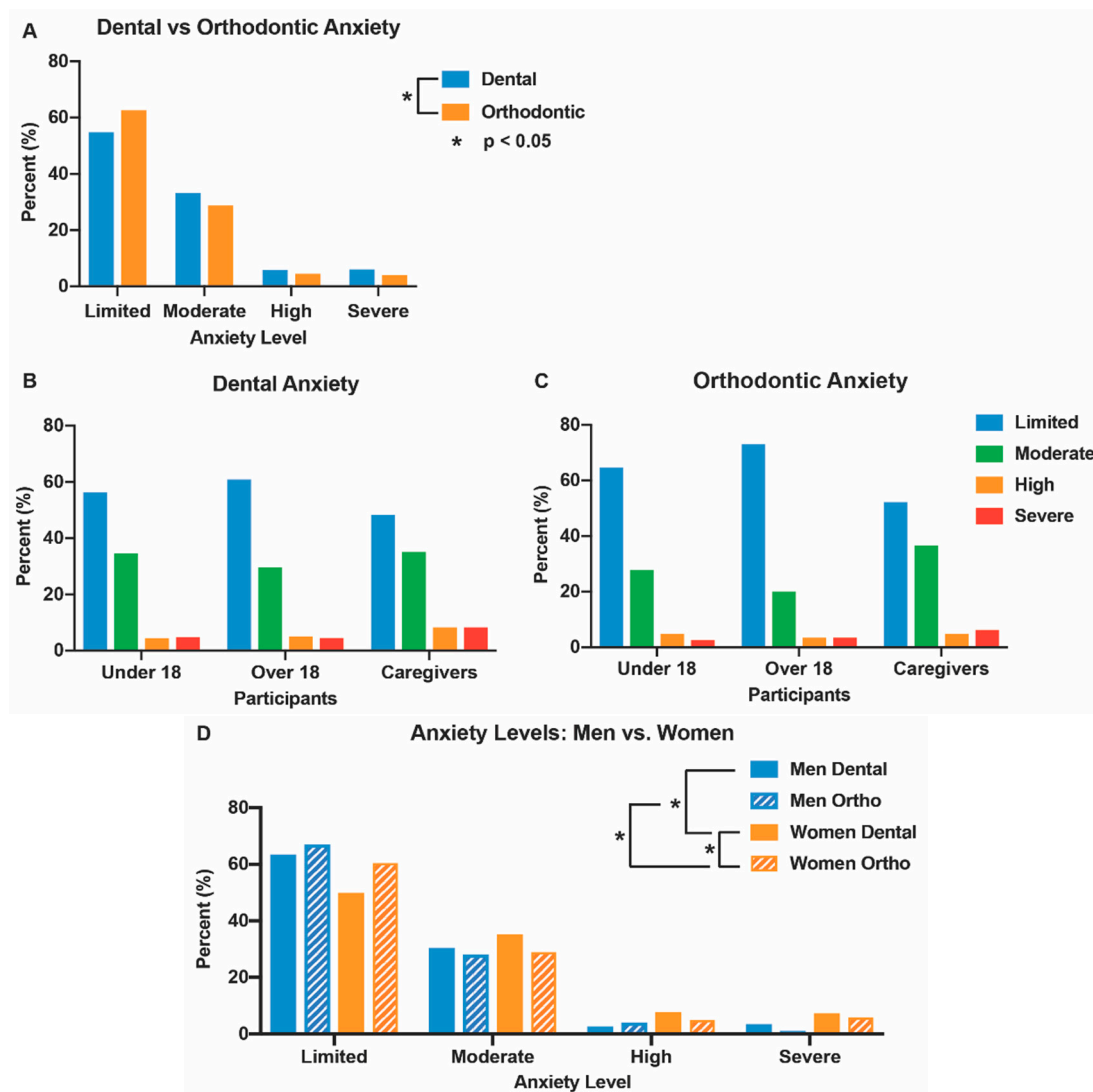 A
Dental vs Orthodontic Anxiety
80
60
40
20
0
Percent (%)
Dental
* Orthodontic
* p < 0.05
Limited Moderate High Severe
Anxiety Level
B
Dental Anxiety
80
60
40
20
0
Percent (%)
Under 18 Over 18 Caregivers
Participants
C
Orthodontic Anxiety
80
60
40
20
0
Percent (%)
Limited
Moderate
High
Severe
Under 18 Over 18 Caregivers
Participants
D
Anxiety Levels: Men vs. Women
80
60
40
20
0
Percent (%)
Men Dental
* Men Ortho
* * Women Dental
Women Ortho
Limited Moderate High Severe
Anxiety Level